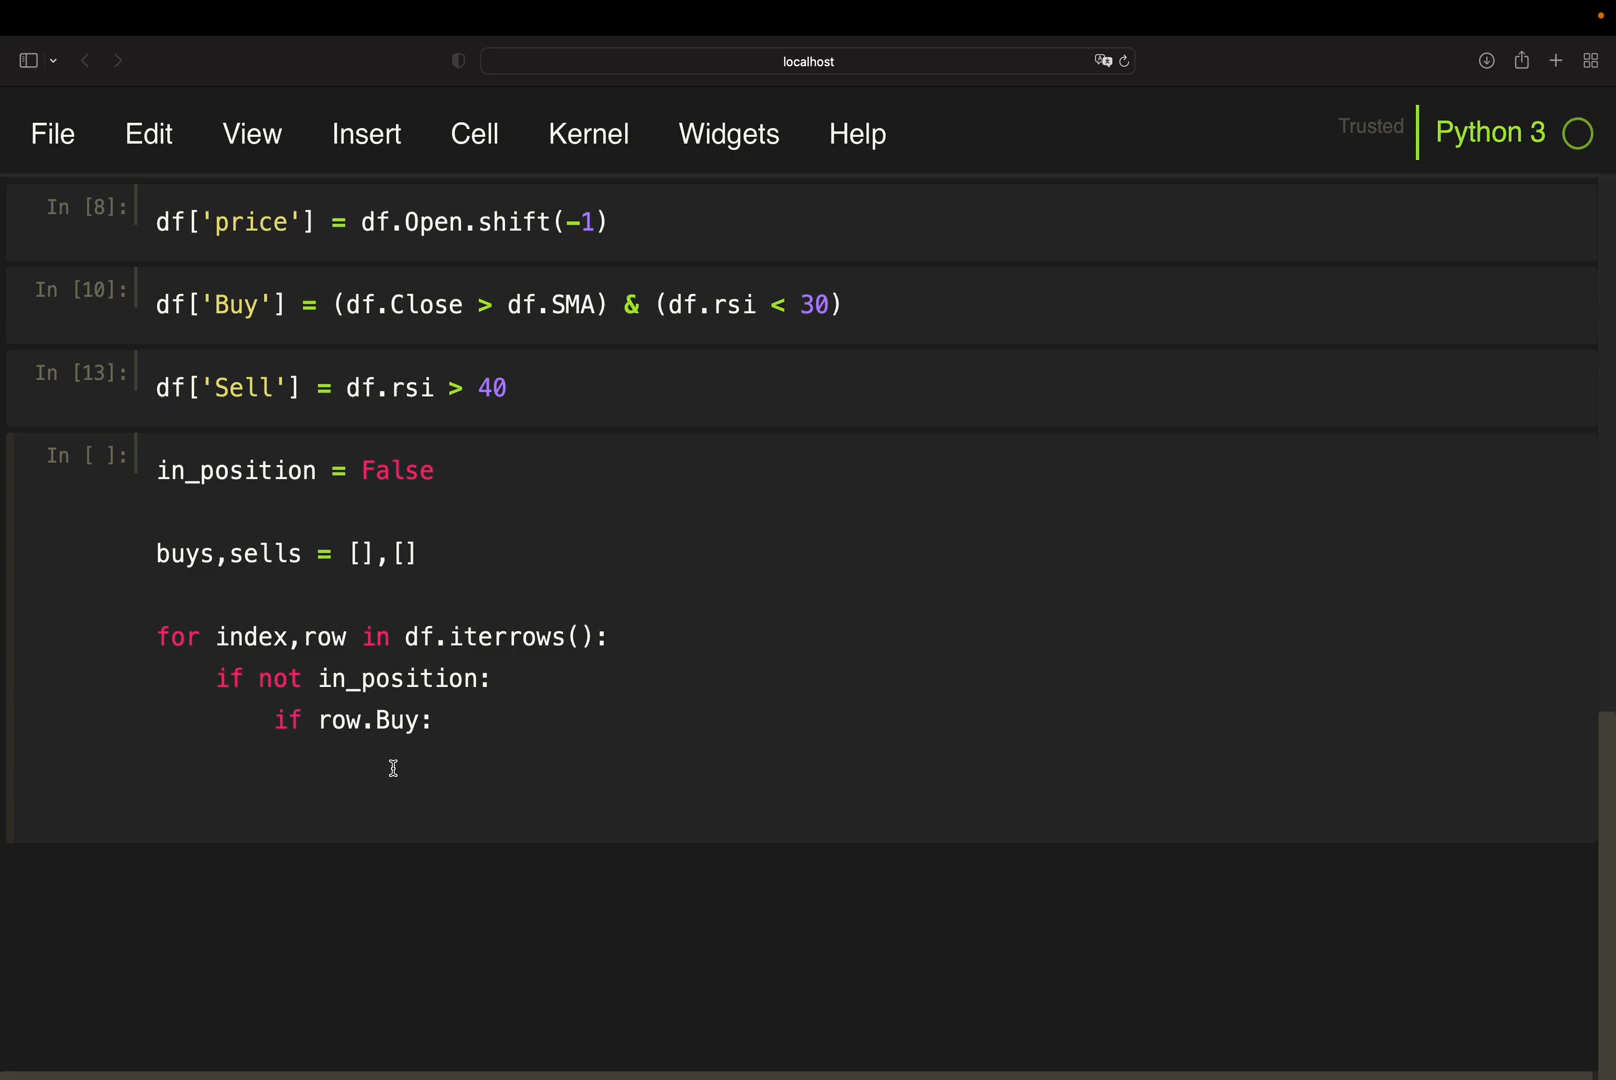 localhost
File Edit View Insert Cell Kernel Widgets Help Trusted Python 3
In [8]: df['price'] = df.Open.shift(-1)
In [10]: df['Buy'] = (df.Close > df.SMA) & (df.rsi < 30)
In [13]: df['Sell'] = df.rsi > 40
In [ ]: in_position = False
buys,sells = [],[]
for index,row in df.iterrows():
    if not in_position:
        if row.Buy: